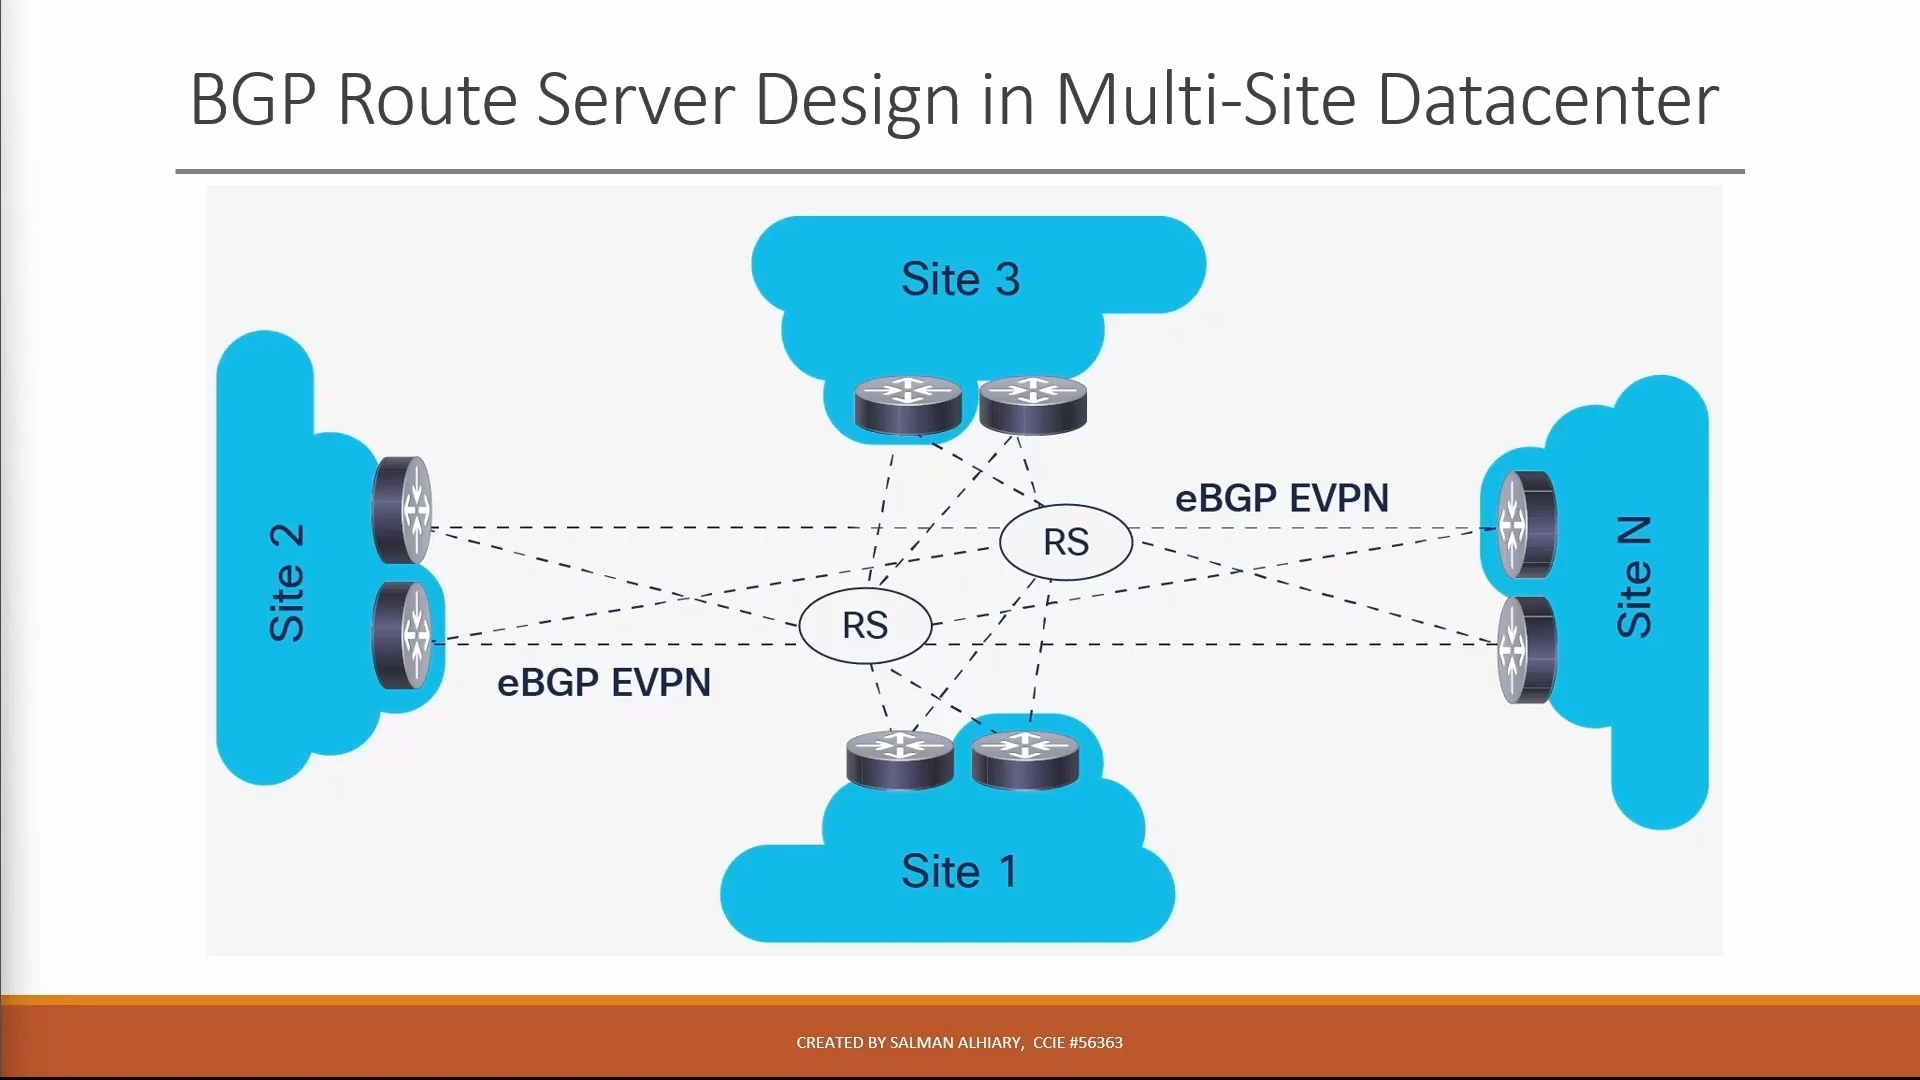 BGP Route Server Design in Multi-Site Datacenter
Site 3
Site 2
eBGP EVPN
RS
Site N
RS
eBGP EVPN
Site 1
CREATED BY SALMAN ALHIARY, CCIE #56363